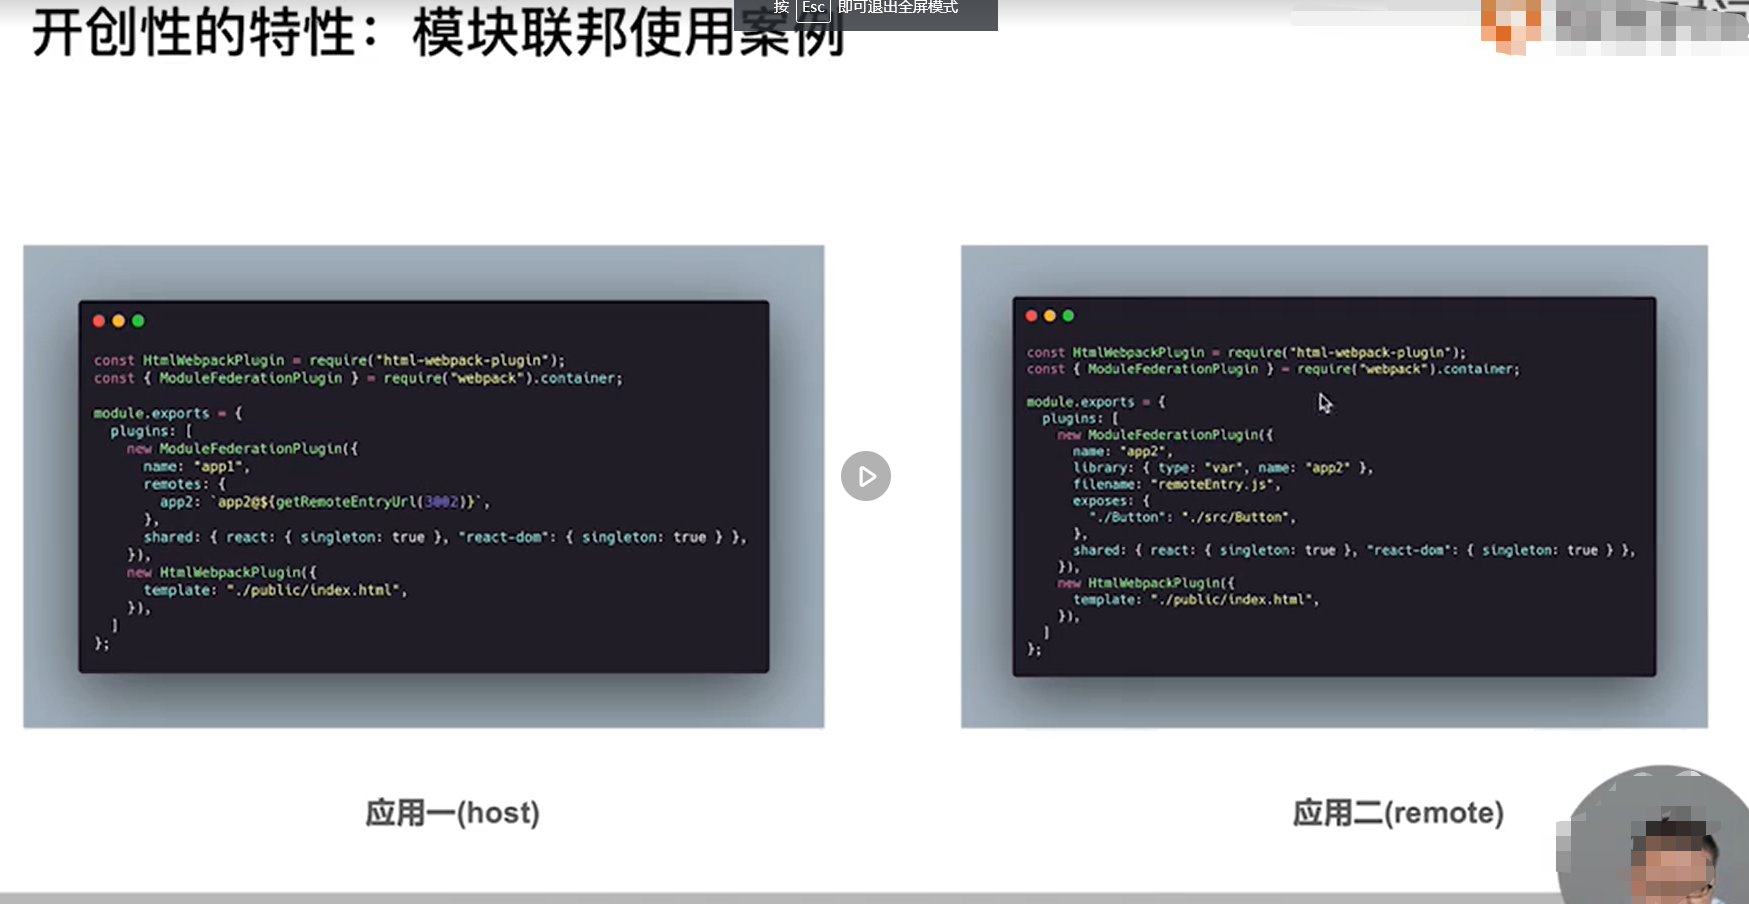 按 Esc 即可退出全屏模式
开创性的特性：模块联邦使用案例
const HtmlWebpackPlugin = require("html-webpack-plugin");
const { ModuleFederationPlugin } = require("webpack").container;
module.exports = {
plugins: [
new ModuleFederationPlugin({
name: "app1",
remotes: {
app2: `app2@${getRemoteEntryUrl(3002)}`,
},
shared: { react: { singleton: true }, "react-dom": { singleton: true } },
}),
new HtmlWebpackPlugin({
template: "./public/index.html",
}),
]
};
应用一(host)
const HtmlWebpackPlugin = require("html-webpack-plugin");
const { ModuleFederationPlugin } = require("webpack").container;
module.exports = {
plugins: [
new ModuleFederationPlugin({
name: "app2",
library: { type: "var", name: "app2" },
filename: "remoteEntry.js",
exposes: {
"./Button": "./src/Button",
},
shared: { react: { singleton: true }, "react-dom": { singleton: true } },
}),
new HtmlWebpackPlugin({
template: "./public/index.html",
}),
]
};
应用二(remote)